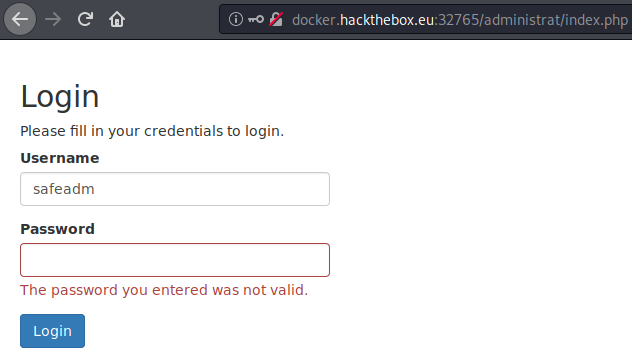 docker.hackthebox.eu:32765/administrat/index.php
Login
Please fill in your credentials to login.
Username
safeadm
Password
The password you entered was not valid.
Login